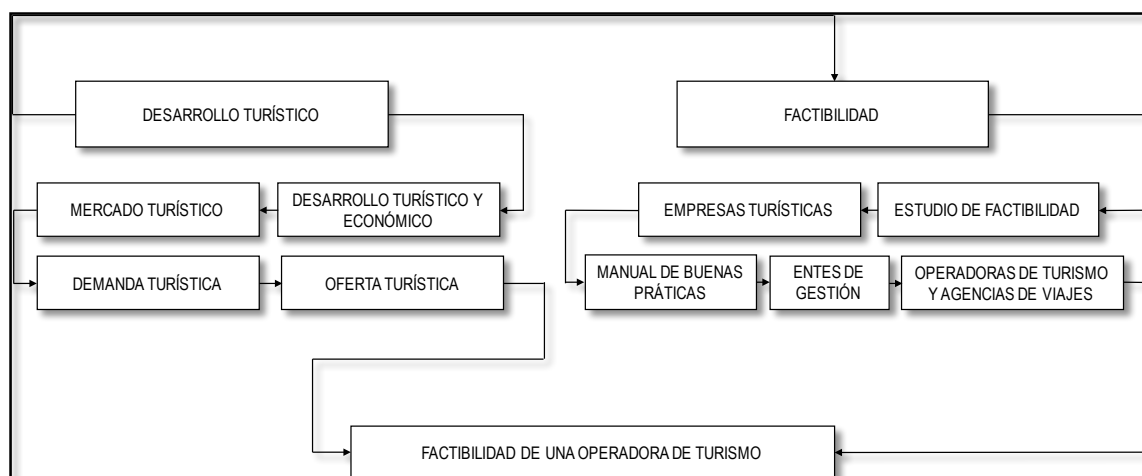 DESARROLLO TURÍSTICO
FACTIBILIDAD
MERCADO TURÍSTICO
DESARROLLO TURÍSTICO Y
ECONÓMICO
EMPRESAS TURÍSTICAS
ESTUDIO DE FACTIBILIDAD
DEMANDA TURÍSTICA
OFERTA TURÍSTICA
MANUAL DE BUENAS
PRÁTICAS
ENTES DE
GESTIÓN
OPERADORAS DE TURISMO
Y AGENCIAS DE VIAJES
FACTIBILIDAD DE UNA OPERADORA DE TURISMO